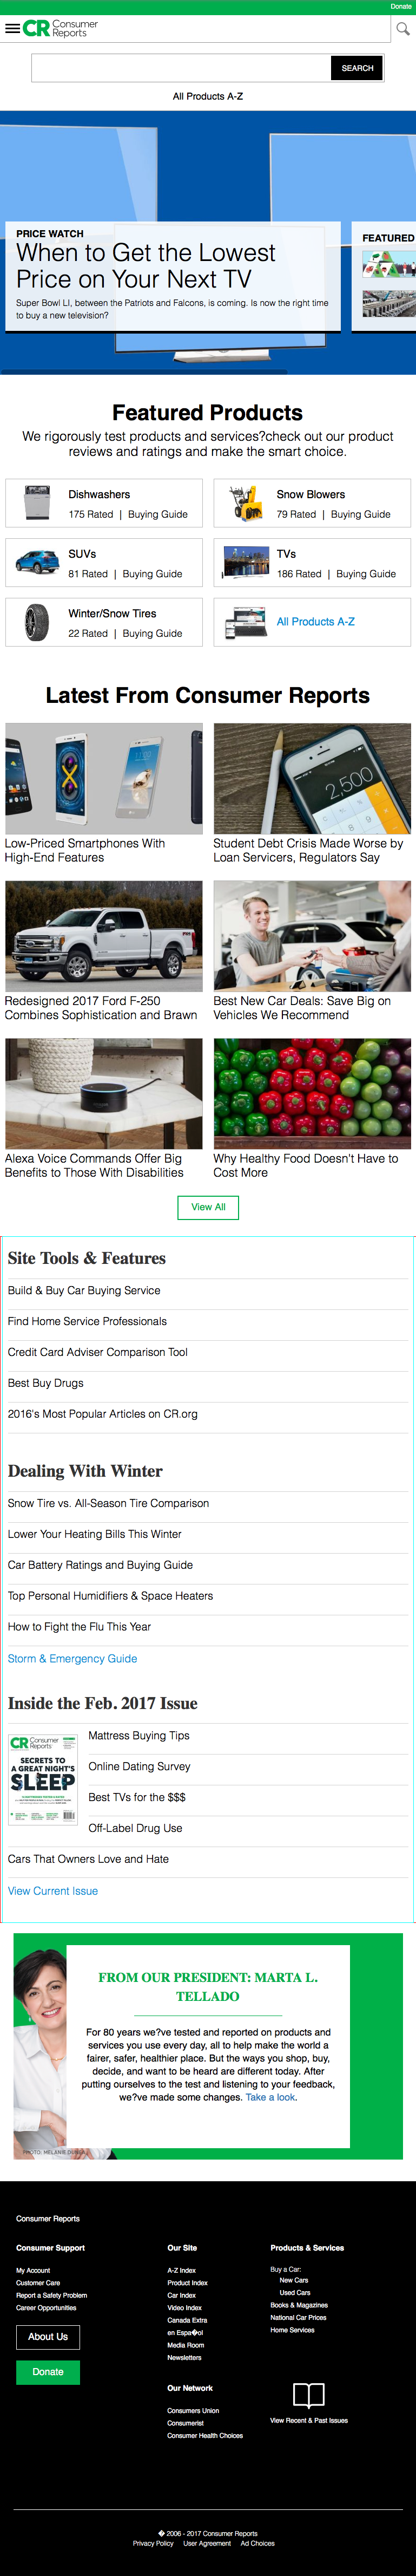 Donate
CR Consumer
Reports
SEARCH
All Products A-Z
PRICE WATCH
When to Get the Lowest
Price on Your Next TV
Super Bowl LI, between the Patriots and Falcons, is coming. Is now the right time
to buy a new television?
FEATURED
Featured Products
We rigorously test products and services?check out our product
reviews and ratings and make the smart choice.
Dishwashers
175 Rated | Buying Guide
Snow Blowers
79 Rated | Buying Guide
SUVs
81 Rated | Buying Guide
TVs
186 Rated | Buying Guide
Winter/Snow Tires
22 Rated | Buying Guide
All Products A-Z
Latest From Consumer Reports
2,500
Low-Priced Smartphones With
High-End Features
Student Debt Crisis Made Worse by
Loan Servicers, Regulators Say
Redesigned 2017 Ford F-250
Combines Sophistication and Brawn
Best New Car Deals: Save Big on
Vehicles We Recommend
Alexa Voice Commands Offer Big
Benefits to Those With Disabilities
Why Healthy Food Doesn't Have to
Cost More
View All
Site Tools & Features
Build & Buy Car Buying Service
Find Home Service Professionals
Credit Card Adviser Comparison Tool
Best Buy Drugs
2016's Most Popular Articles on CR.org
Dealing With Winter
Snow Tire vs. All-Season Tire Comparison
Lower Your Heating Bills This Winter
Car Battery Ratings and Buying Guide
Top Personal Humidifiers & Space Heaters
How to Fight the Flu This Year
Storm & Emergency Guide
Inside the Feb. 2017 Issue
CR Consumer
Reports
SECRETS TO
A GREAT NIGHT'S
SLEEP
Mattress Buying Tips
Online Dating Survey
Best TVs for the $$$
Off-Label Drug Use
Cars That Owners Love and Hate
View Current Issue
FROM OUR PRESIDENT: MARTA L.
TELLADO
For 80 years we?ve tested and reported on products and
services you use every day, all to help make the world a
fairer, safer, healthier place. But the ways you shop, buy,
decide, and want to be heard are different today. After
putting ourselves to the test and listening to your feedback,
we?ve made some changes. Take a look.
PHOTO: MELANIE
Consumer Reports
Consumer Support
My Account
Customer Care
Report a Safety Problem
Career Opportunities
About Us
Donate
Our Site
A-Z Index
Product Index
Car Index
Video Index
Canada Extra
en Espa�ol
Media Room
Newsletters
Our Network
Consumers Union
Consumerist
Consumer Health Choices
Products & Services
Buy a Car:
New Cars
Used Cars
Books & Magazines
National Car Prices
Home Services
View Recent & Past Issues
� 2006 - 2017 Consumer Reports
Privacy Policy User Agreement Ad Choices